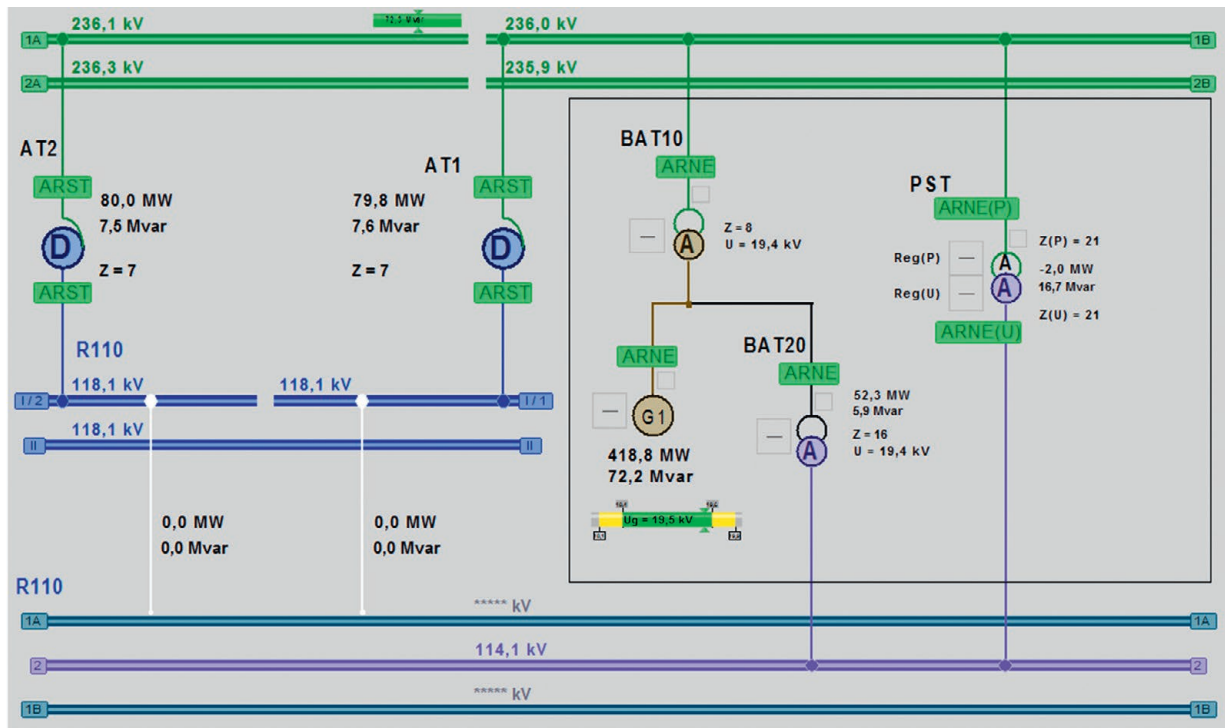 236,1 kV
72,5 Mvar
236,0 kV
1A
1B
236,3 kV
235,9 kV
2A
2B
AT2
ARST
80,0 MW
7,5 Mvar
D
Z = 7
ARST
AT1
ARST
79,8 MW
7,6 Mvar
D
Z = 7
ARST
BAT10
ARNE
Z = 8
U = 19,4 kV
A
PST
ARNE(P)
Z(P) = 21
Reg(P)
A
-2,0 MW
16,7 Mvar
Reg(U)
A
Z(U) = 21
ARNE(U)
ARNE
G1
418,8 MW
72,2 Mvar
Ug = 19,5 kV
BAT20
ARNE
52,3 MW
5,9 Mvar
Z = 16
U = 19,4 kV
A
R110
118,1 kV
118,1 kV
I / 2
I / 1
118,1 kV
II
II
0,0 MW
0,0 Mvar
0,0 MW
0,0 Mvar
R110
***** kV
1A
1A
114,1 kV
2
2
***** kV
1B
1B